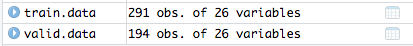 train.data 291 obs. of 26 variables
valid.data 194 obs. of 26 variables